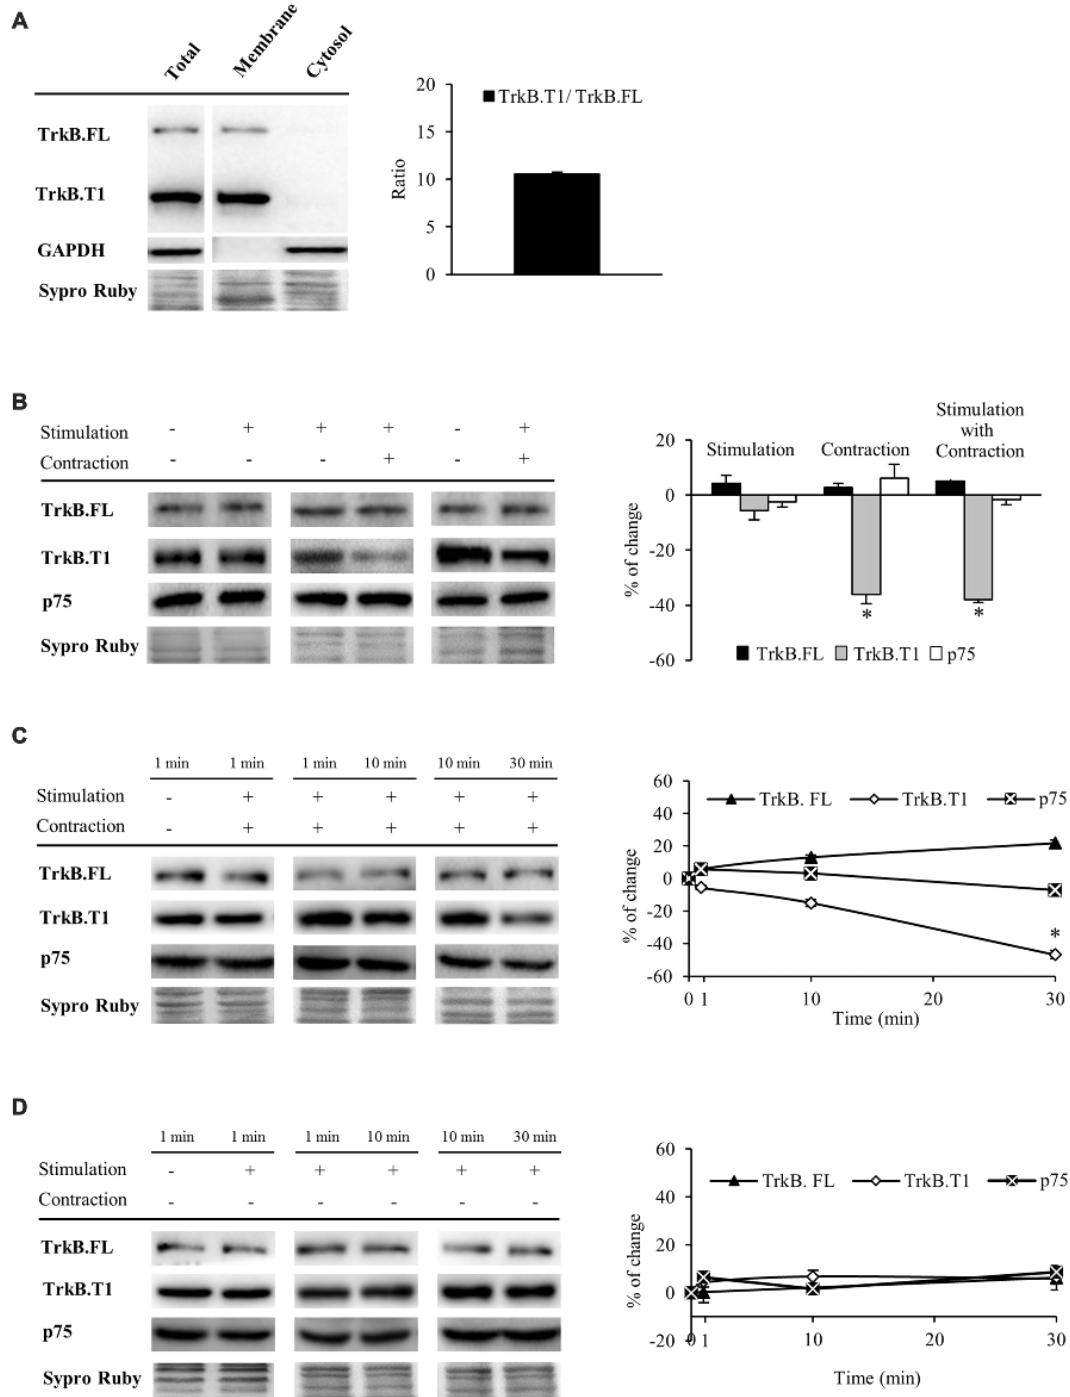 A
Total Membrane Cytosol
TrkB.FL
TrkB.T1
GAPDH
Sypro Ruby
20
15
10
5
0
Ratio
TrkB.T1/ TrkB.FL
B
Stimulation - + + + - +
Contraction - - - + - +
TrkB.FL
TrkB.T1
p75
Sypro Ruby
Stimulation
with
Contraction
Stimulation Contraction
20
0
-20
-40
-60
% of change
* *
TrkB.FL TrkB.T1 p75
C
1 min 1 min 1 min 10 min 10 min 30 min
Stimulation - + + + + +
Contraction - + + + + +
TrkB.FL
TrkB.T1
p75
Sypro Ruby
60
40
20
0
-20
-40
-60
% of change
TrkB. FL TrkB.T1 p75
*
0 1 10 20 30
Time (min)
D
1 min 1 min 1 min 10 min 10 min 30 min
Stimulation - + + + + +
Contraction - - - - - -
TrkB.FL
TrkB.T1
p75
Sypro Ruby
60
40
20
0
-20
% of change
TrkB. FL TrkB.T1 p75
0 1 10 20 30
Time (min)